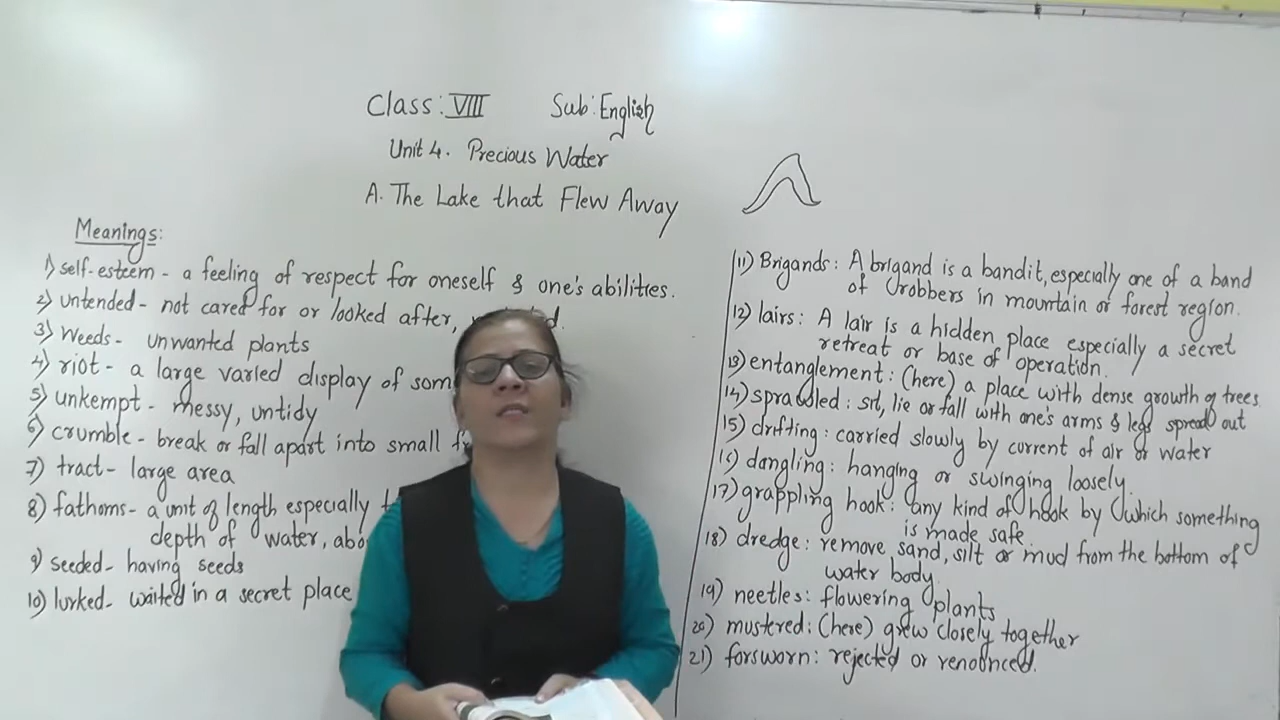 Class: VIII Sub: English
Unit 4. Precious Water
A. The Lake that Flew Away
Meanings:
1) self-esteem - a feeling of respect for oneself & one's abilities.
2) untended - not cared for or looked after,
3) Weeds - unwanted plants
4) riot - a large varied display of som
5) unkempt - messy, untidy
6) crumble - break or fall apart into small
7) tract - large area
8) fathoms - a unit of length especially
depth of water,
9) seeded - having seeds
10) lurked - waited in a secret place
11) Brigands: A brigand is a bandit, especially one of a band
of robbers in mountain or forest region.
12) lairs: A lair is a hidden place especially a secret
retreat or base of operation.
13) entanglement: (here) a place with dense growth of trees.
14) sprawled: sit, lie or fall with one's arms & legs spread out
15) drifting: carried slowly by current of air or water
16) dangling: hanging or swinging loosely.
17) grappling hook: any kind of hook by which something
is made safe.
18) dredge: remove sand, silt or mud from the bottom of
water body.
19) neetles: flowering plants
20) mustered: (here) grew closely together
21) forsworn: rejected or renounced.